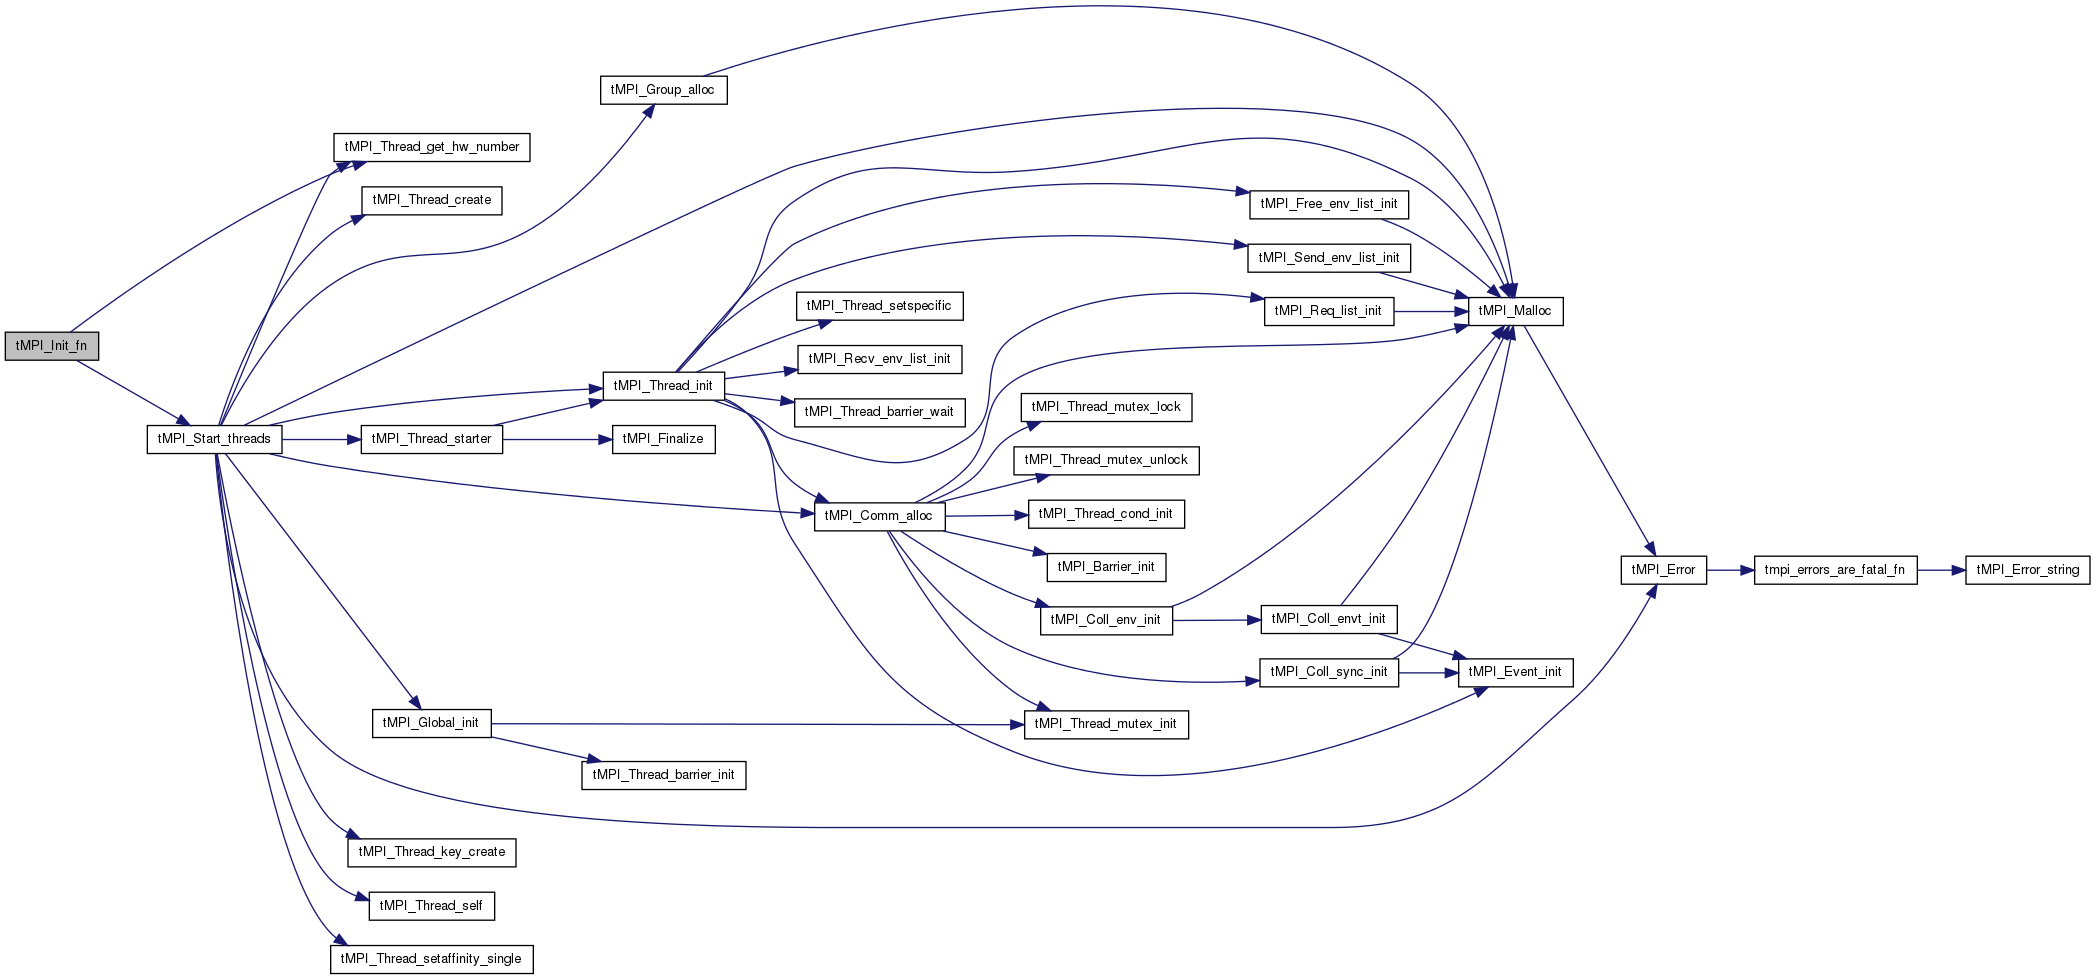 tMPI_Group_alloc
tMPI_Thread_get_hw_number
tMPI_Thread_create
tMPI_Free_env_list_init
tMPI_Send_env_list_init
tMPI_Thread_setspecific
tMPI_Req_list_init
tMPI_Malloc
tMPI_Init_fn
tMPI_Recv_env_list_init
tMPI_Thread_init
tMPI_Thread_mutex_lock
tMPI_Thread_barrier_wait
tMPI_Start_threads
tMPI_Thread_starter
tMPI_Finalize
tMPI_Thread_mutex_unlock
tMPI_Comm_alloc
tMPI_Thread_cond_init
tMPI_Barrier_init
tMPI_Error
tmpi_errors_are_fatal_fn
tMPI_Error_string
tMPI_Coll_env_init
tMPI_Coll_envt_init
tMPI_Coll_sync_init
tMPI_Event_init
tMPI_Global_init
tMPI_Thread_mutex_init
tMPI_Thread_barrier_init
tMPI_Thread_key_create
tMPI_Thread_self
tMPI_Thread_setaffinity_single